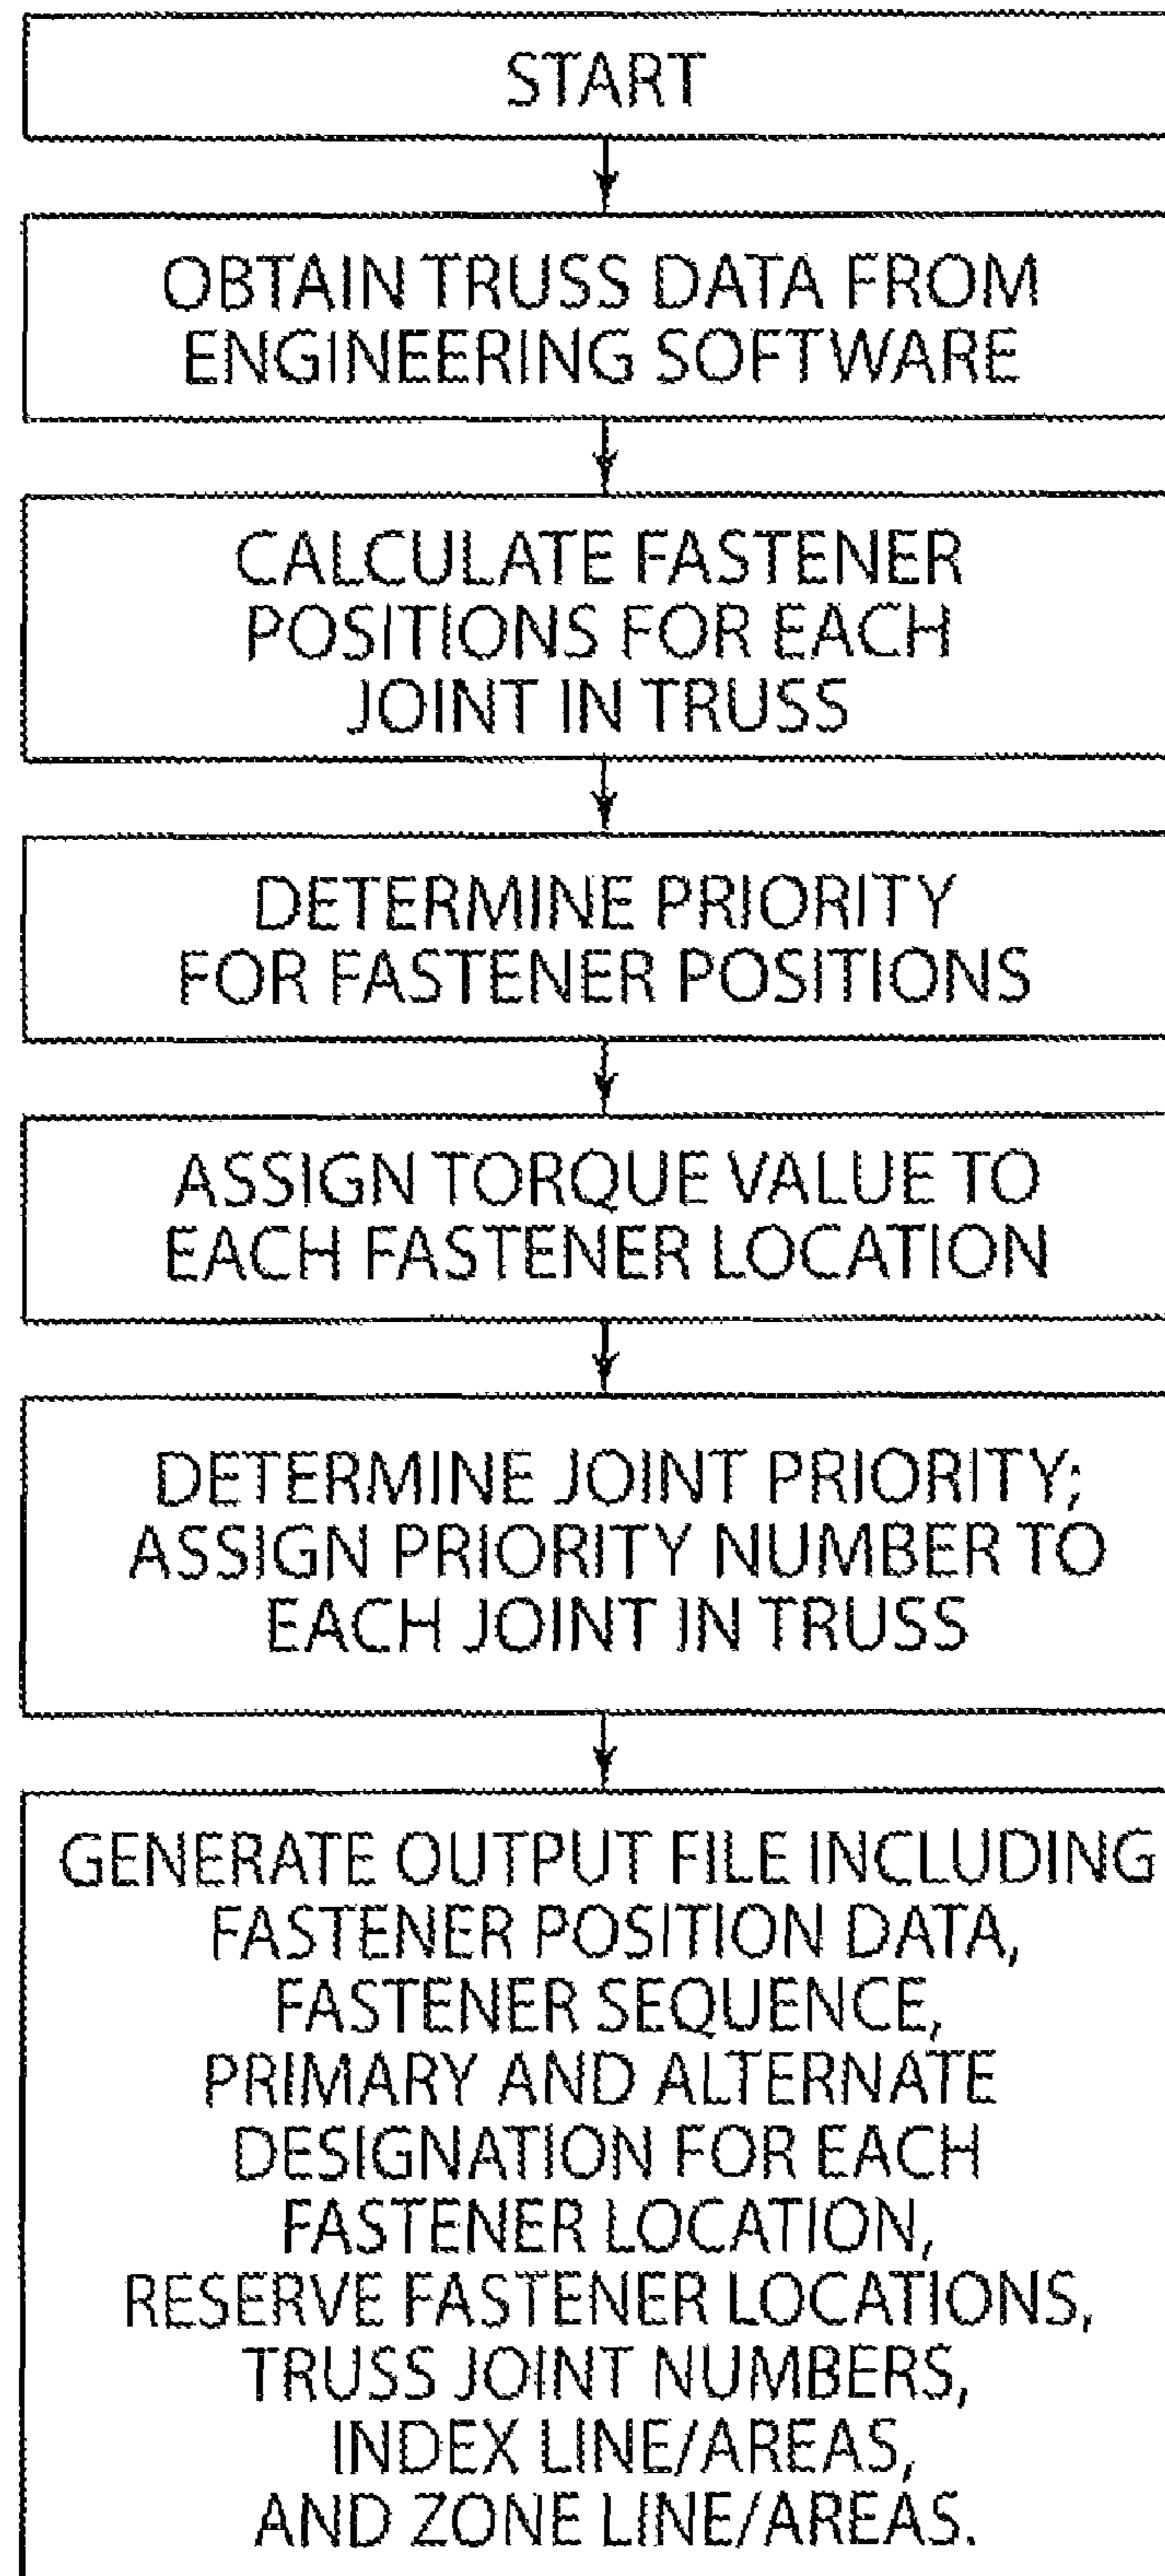 START
OBTAIN TRUSS DATA FROM
ENGINEERING SOFTWARE
CALCULATE FASTENER
POSITIONS FOR EACH
JOINT IN TRUSS
DETERMINE PRIORITY
FOR FASTENER POSITIONS
ASSIGN TORQUE VALUE TO
EACH FASTENER LOCATION
DETERMINE JOINT PRIORITY;
ASSIGN PRIORITY NUMBER TO
EACH JOINT IN TRUSS
GENERATE OUTPUT FILE INCLUDING
FASTENER POSITION DATA,
FASTENER SEQUENCE,
PRIMARY AND ALTERNATE
DESIGNATION FOR EACH
FASTENER LOCATION,
RESERVE FASTENER LOCATIONS,
TRUSS JOINT NUMBERS,
INDEX LINE/AREAS,
AND ZONE LINE/AREAS.